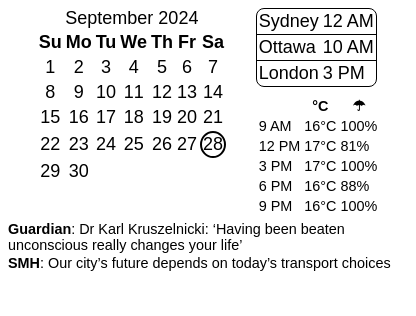 September 2024
Su Mo Tu We Th Fr Sa
1 2 3 4 5 6 7
8 9 10 11 12 13 14
15 16 17 18 19 20 21
22 23 24 25 26 27 28
29 30
Sydney 12 AM
Ottawa 10 AM
London 3 PM
°C ☂
9 AM 16°C 100%
12 PM 17°C 81%
3 PM 17°C 100%
6 PM 16°C 88%
9 PM 16°C 100%
Guardian: Dr Karl Kruszelnicki: ‘Having been beaten
unconscious really changes your life’
SMH: Our city’s future depends on today’s transport choices